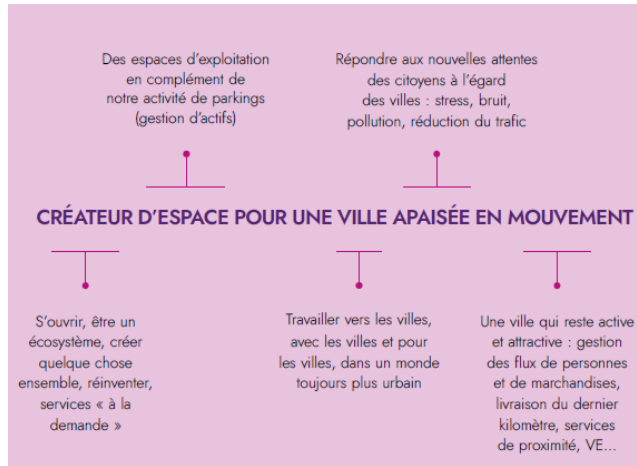 Des espaces d'exploitation
en complément de
notre activité de parkings
(gestion d'actifs)
Répondre aux nouvelles attentes
des citoyens à l'égard
des villes : stress, bruit,
pollution, réduction du trafic
CRÉATEUR D'ESPACE POUR UNE VILLE APAISÉE EN MOUVEMENT
S'ouvrir, être un
écosystème, créer
quelque chose
ensemble, réinventer,
services « à la
demande »
Travailler vers les villes,
avec les villes et pour
les villes, dans un monde
toujours plus urbain
Une ville qui reste active
et attractive : gestion
des flux de personnes
et de marchandises,
livraison du dernier
kilomètre, services
de proximité, VE...